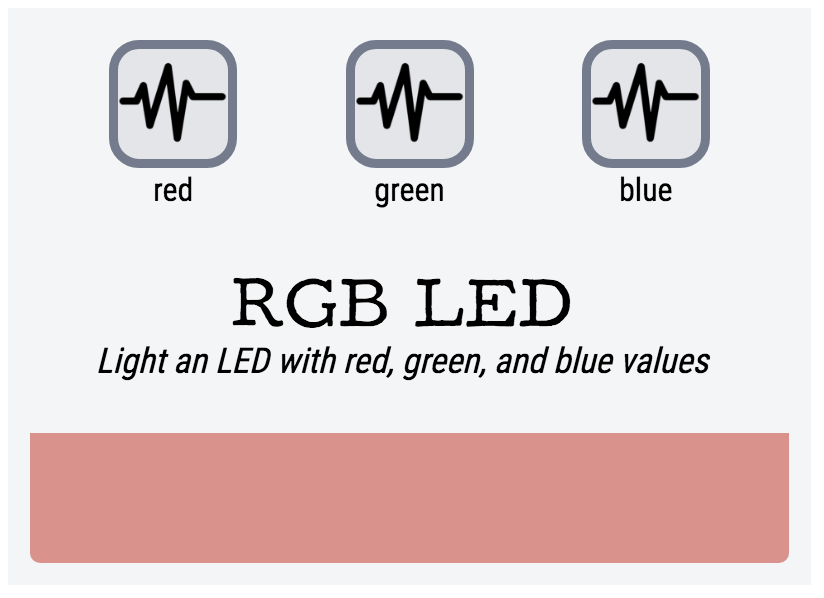 red
green
blue
RGB LED
Light an LED with red, green, and blue values